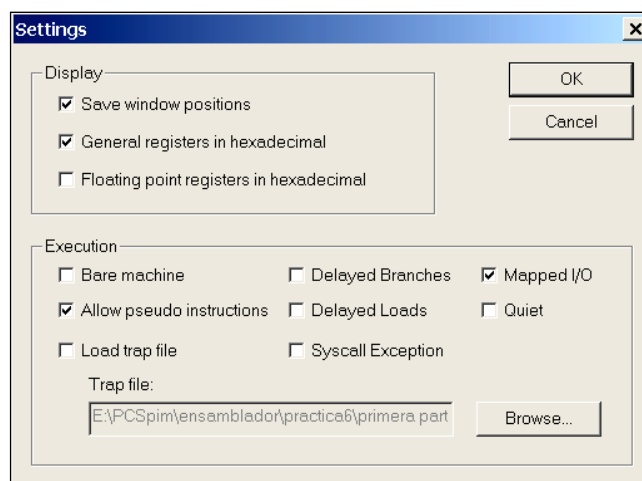 Settings
Display
OK
Save window positions
Cancel
General registers in hexadecimal
Floating point registers in hexadecimal
Execution
Bare machine Delayed Branches Mapped I/O
Allow pseudo instructions Delayed Loads Quiet
Load trap file Syscall Exception
Trap file:
E:\PCSpim\ensamblador\practica6\primera part Browse...